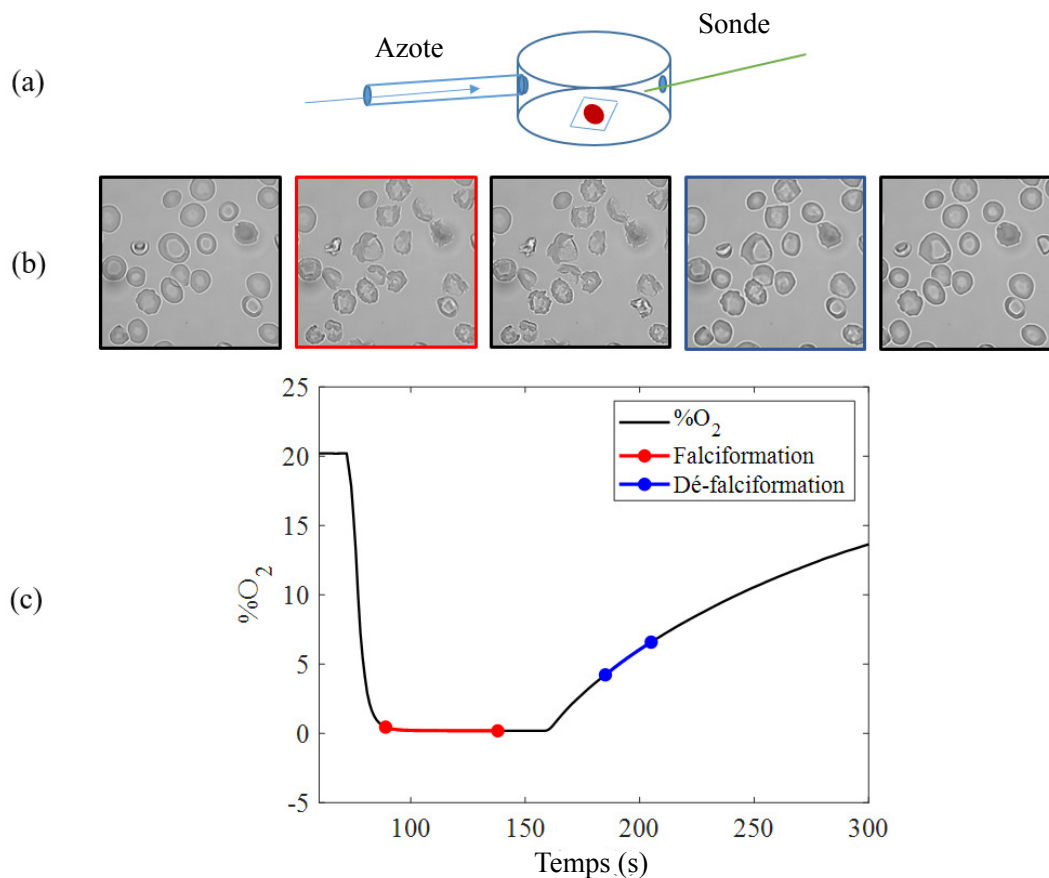 Azote
Sonde
(a)
(b)
(c)
%O₂
Falciformation
Dé-falciformation
25
20
15
10
5
0
-5
%O₂
100
150
200
250
300
Temps (s)